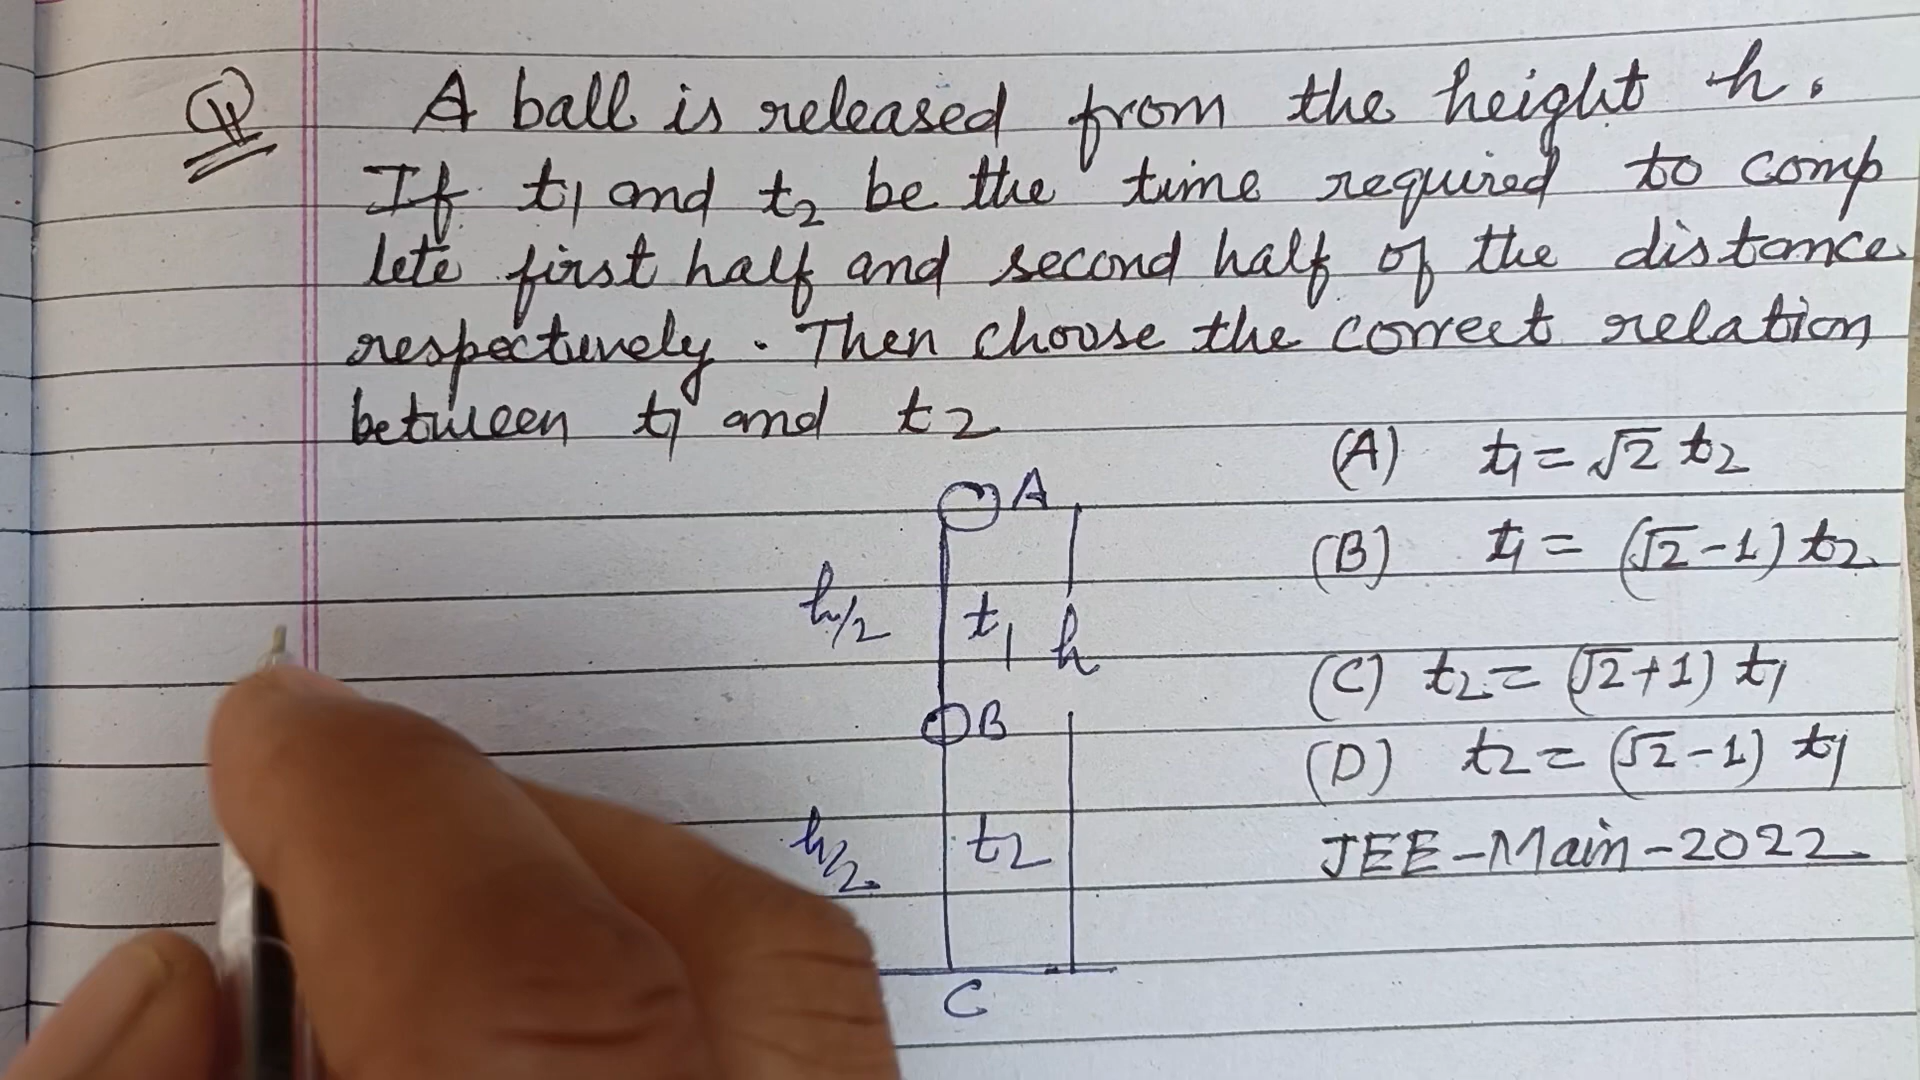 Q A ball is released from the height h.
If t1 and t2 be the time required to comp
lete first half and second half of the distance
respectively. Then choose the correct relation
between t1 and t2
(A) t1 = √2 t2
(B) t1 = (√2-1) t2
(C) t2 = (√2+1) t1
(D) t2 = (√2-1) t1
JEE-Main-2022
A
h/2 t1 h
B
h/2 t2
C